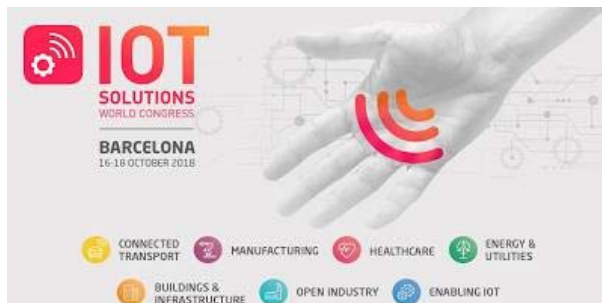 IOT
SOLUTIONS
WORLD CONGRESS
BARCELONA
16-18 OCTOBER 2018
CONNECTED
TRANSPORT
MANUFACTURING
HEALTHCARE
ENERGY &
UTILITIES
BUILDINGS &
INFRASTRUCTURE
OPEN INDUSTRY
ENABLING IOT